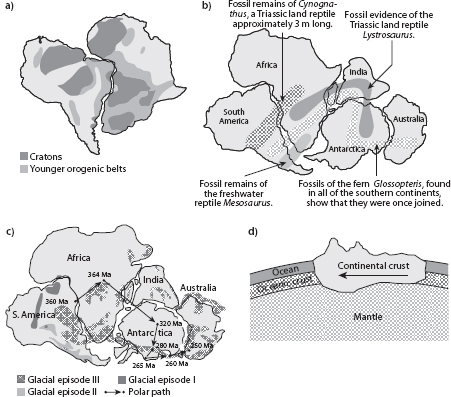 a)
Cratons
Younger orogenic belts
b)
Fossil remains of Cynogna-
thus, a Triassic land reptile
approximately 3 m long.
Fossil evidence of the
Triassic land reptile
Lystrosaurus.
Africa
India
South
America
Australia
Antarctica
Fossil remains of
the freshwater
reptile Mesosaurus.
Fossils of the fern Glossopteris, found
in all of the southern continents,
show that they were once joined.
c)
Africa
364 Ma
India
360 Ma
Australia
S. America
320 Ma
Antarctica
280 Ma
250 Ma
265 Ma
260 Ma
Glacial episode III
Glacial episode I
Glacial episode II
Polar path
d)
Ocean
Oceanic crust
Continental crust
Mantle